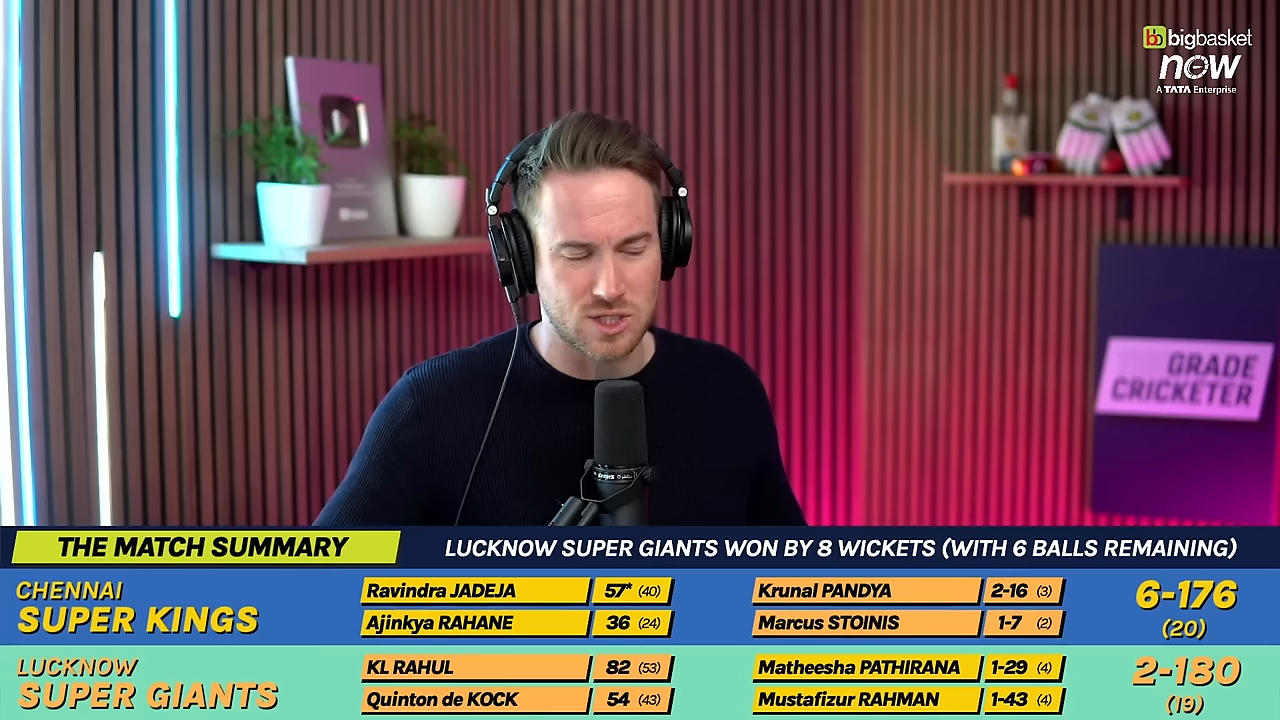 bigbasket
now
A TATA Enterprise
GRADE
CRICKETER
THE MATCH SUMMARY
LUCKNOW SUPER GIANTS WON BY 8 WICKETS (WITH 6 BALLS REMAINING)
CHENNAI
SUPER KINGS
Ravindra JADEJA 57* (40)
Ajinkya RAHANE 36 (24)
Krunal PANDYA 2-16 (3)
Marcus STOINIS 1-7 (2)
6-176
(20)
LUCKNOW
SUPER GIANTS
KL RAHUL 82 (53)
Quinton de KOCK 54 (43)
Matheesha PATHIRANA 1-29 (4)
Mustafizur RAHMAN 1-43 (4)
2-180
(19)